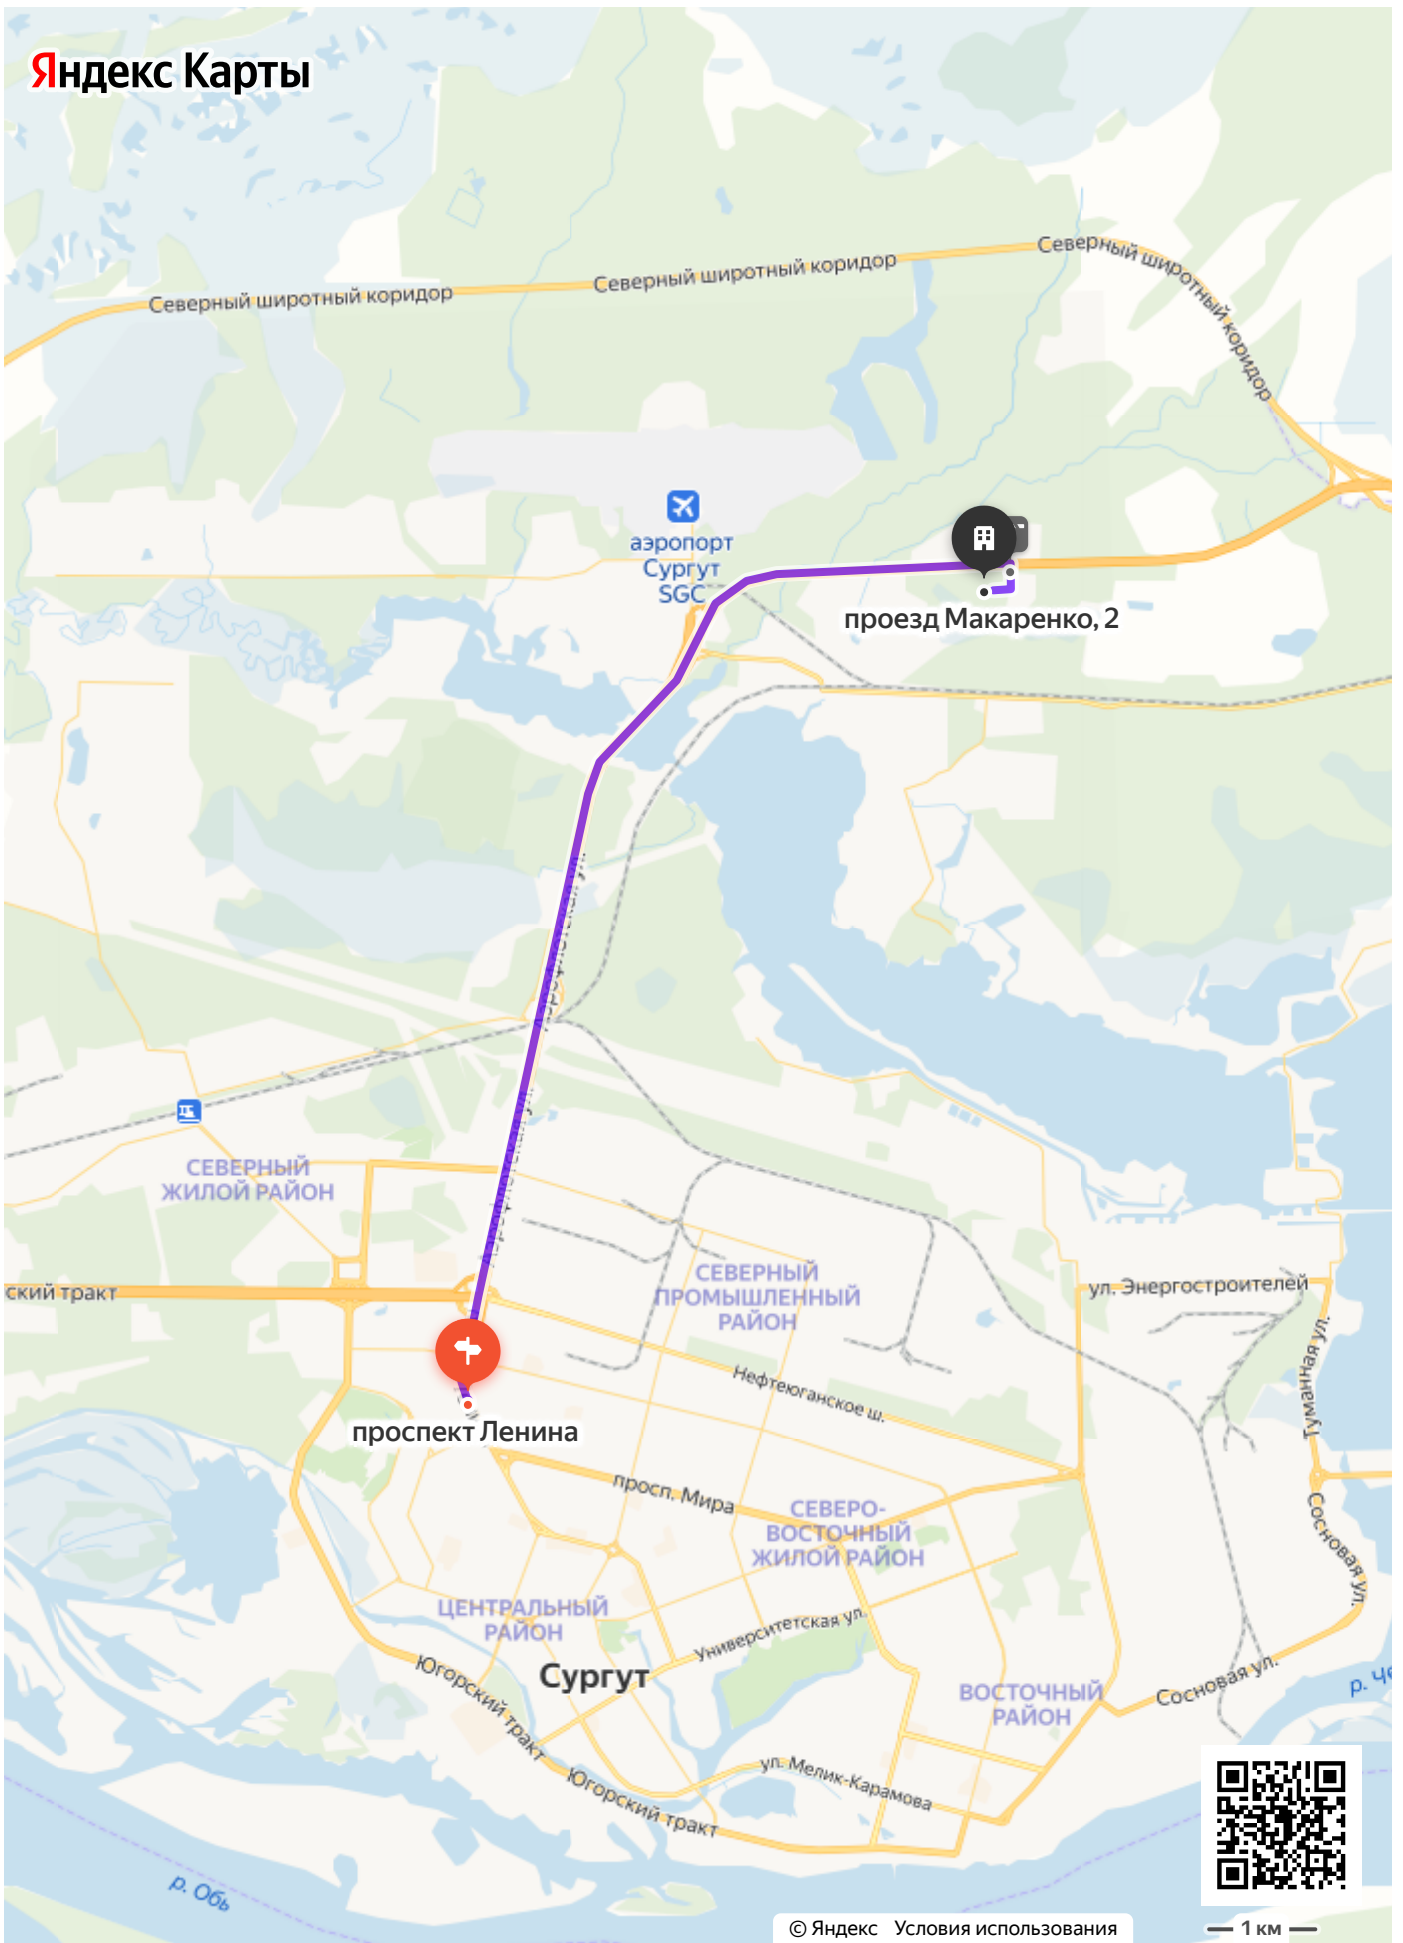 Яндекс Карты
Северный широтный коридор
Северный широтный коридор
Северный широтный коридор
аэропорт
Сургут
SGC
проезд Макаренко, 2
СЕВЕРНЫЙ
ЖИЛОЙ РАЙОН
СЕВЕРНЫЙ
ПРОМЫШЛЕННЫЙ
РАЙОН
ул. Энергостроителей
ский тракт
Туманная ул.
Нефтеюганское ш.
проспект Ленина
просп. Мира
СЕВЕРО-
ВОСТОЧНЫЙ
ЖИЛОЙ РАЙОН
Сосновая ул.
ЦЕНТРАЛЬНЫЙ
РАЙОН
Университетская ул.
Сургут
Югорский тракт
ВОСТОЧНЫЙ
РАЙОН
Сосновая ул.
р. Че
ул. Мелик-Карамова
Югорский тракт
р. Обь
© Яндекс Условия использования
1 км